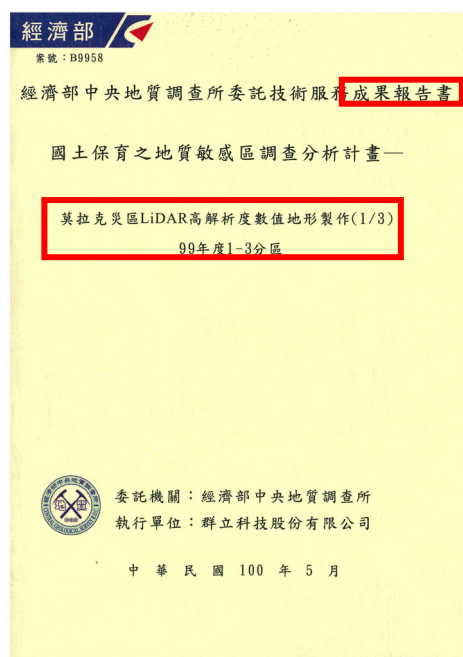 經濟部
案號：B9958
經濟部中央地質調查所委託技術服務成果報告書
國土保育之地質敏感區調查分析計畫—
莫拉克災區LiDAR高解析度數值地形製作(1/3)
99年度1-3分區
委託機關：經濟部中央地質調查所
執行單位：群立科技股份有限公司
中華民國 100 年 5 月